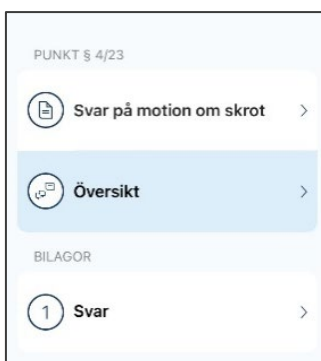 PUNKT § 4/23
Svar på motion om skrot
Översikt
BILAGOR
1 Svar